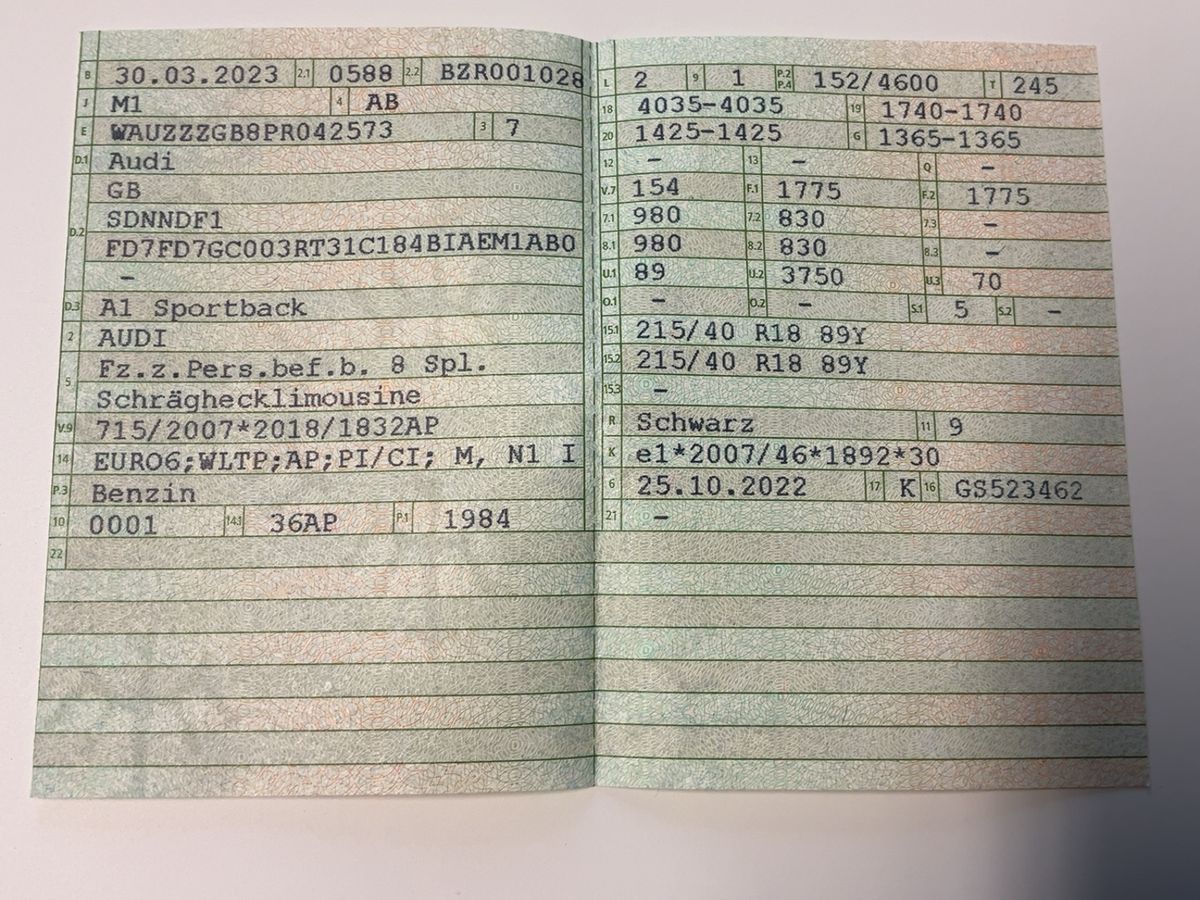 B 30.03.2023 2.1 0588 2.2 BZR001028
J M1 4 AB
E WAUZZZGB8PR042573 3 7
D.1 Audi
GB
D.2 SDNNDF1
FD7FD7GC003RT31C184BIAEM1AB0
–
D.3 A1 Sportback
2 AUDI
5 Fz.z.Pers.bef.b. 8 Spl.
Schräghecklimousine
V.9 715/2007*2018/1832AP
14 EURO6;WLTP;AP;PI/CI; M, N1 I
P.3 Benzin
10 0001 14.1 36AP P.1 1984
22
L 2 9 1 P.2 P.4 152/4600 T 245
18 4035-4035 19 1740-1740
20 1425-1425 G 1365-1365
12 – 13 – Q –
V.7 154 F.1 1775 F.2 1775
7.1 980 7.2 830 7.3 –
8.1 980 8.2 830 8.3 –
U.1 89 U.2 3750 U.3 70
O.1 – O.2 – S.1 5 S.2 –
15.1 215/40 R18 89Y
15.2 215/40 R18 89Y
15.3 –
R Schwarz 11 9
K e1*2007/46*1892*30
6 25.10.2022 17 K 16 GS523462
21 –